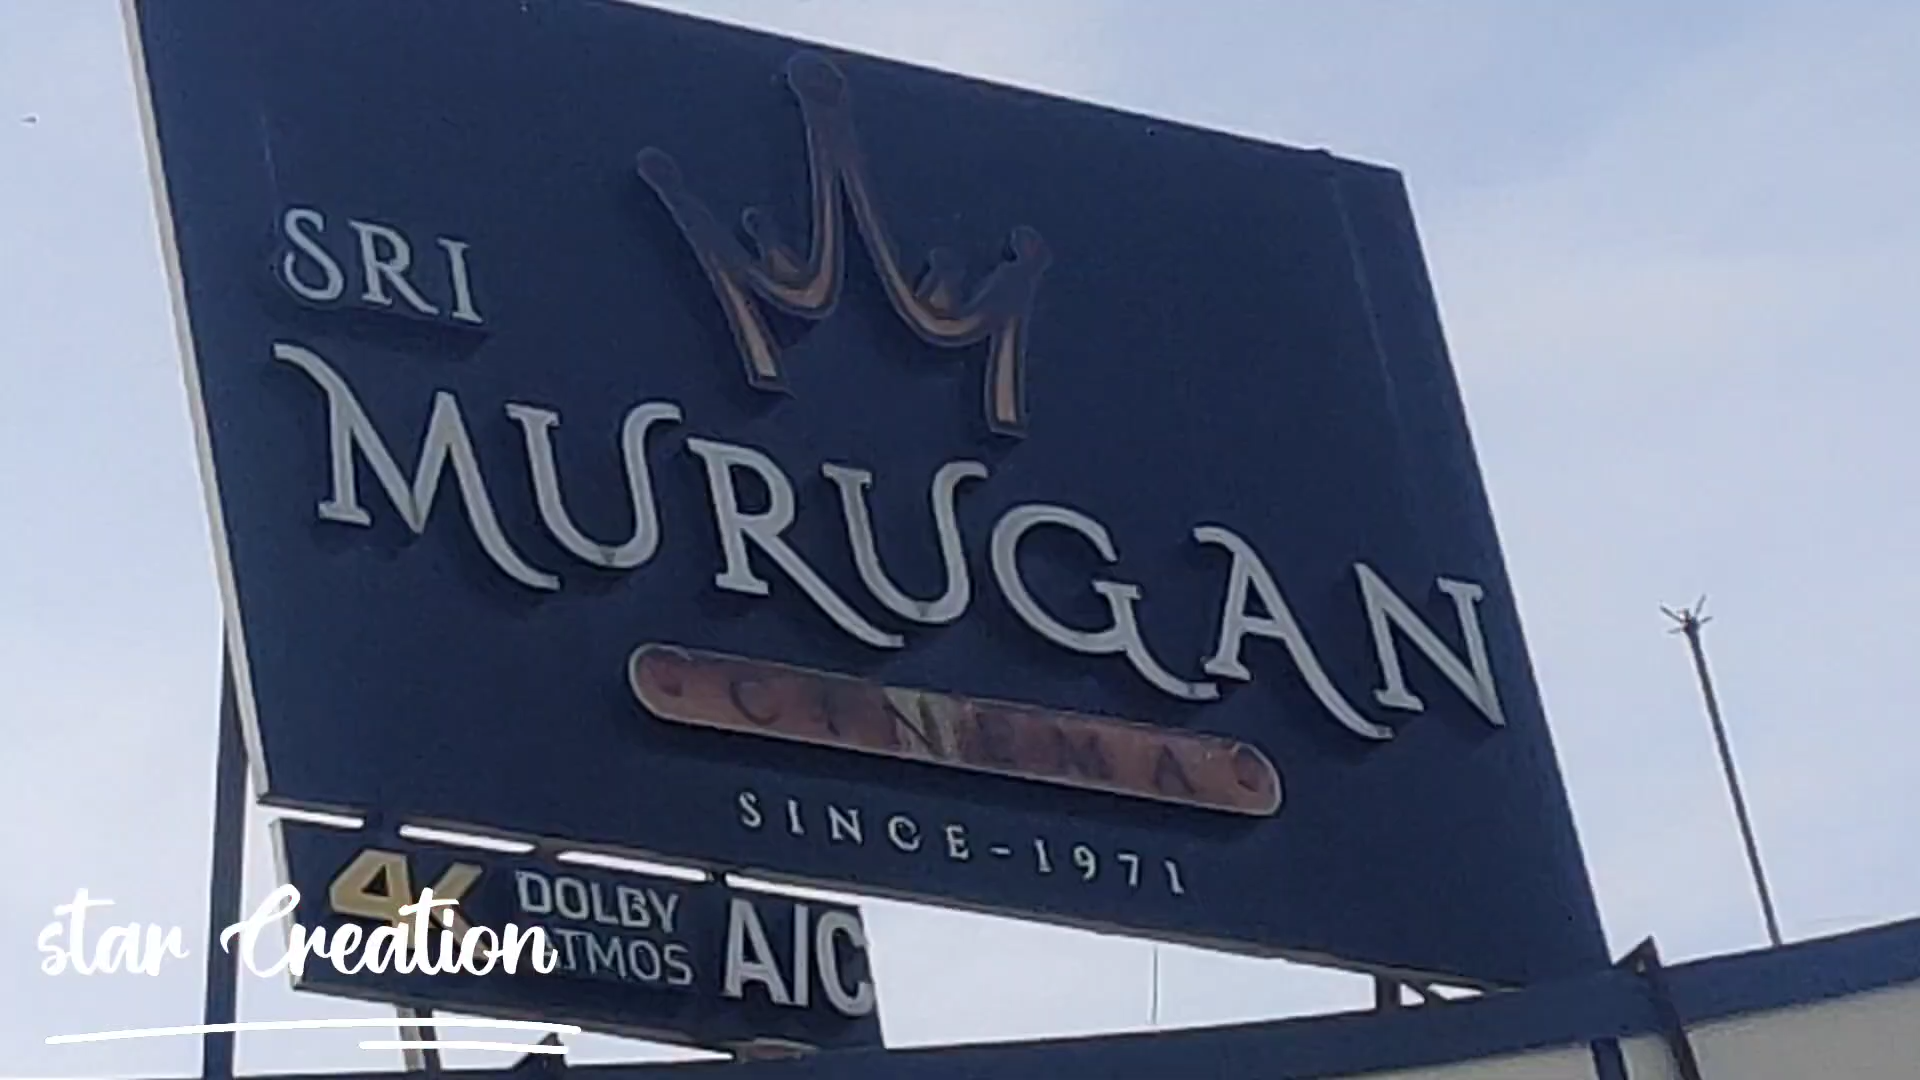 SRI
MURUGAN
CINEMA
SINCE-1971
4K DOLBY ATMOS A/C
star Creation